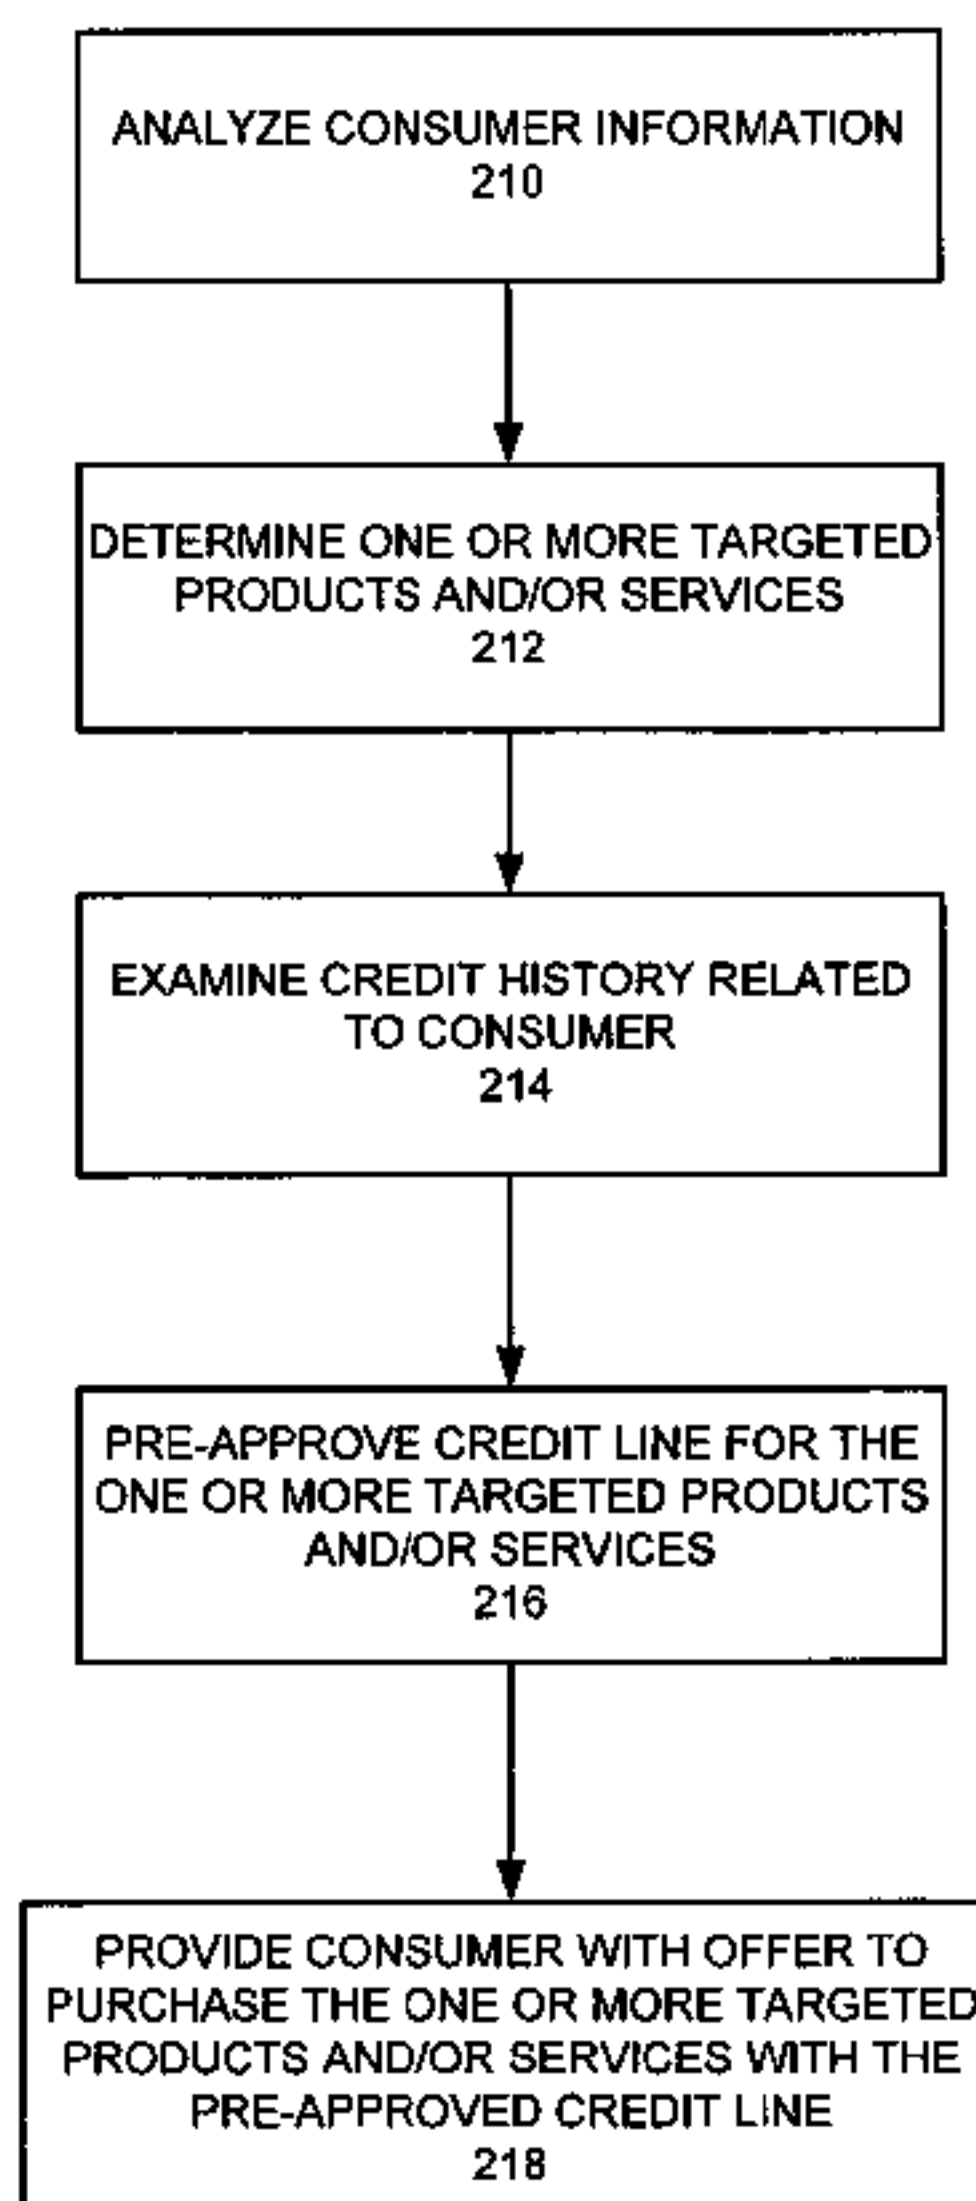 ANALYZE CONSUMER INFORMATION
210
DETERMINE ONE OR MORE TARGETED
PRODUCTS AND/OR SERVICES
212
EXAMINE CREDIT HISTORY RELATED
TO CONSUMER
214
PRE-APPROVE CREDIT LINE FOR THE
ONE OR MORE TARGETED PRODUCTS
AND/OR SERVICES
216
PROVIDE CONSUMER WITH OFFER TO
PURCHASE THE ONE OR MORE TARGETED
PRODUCTS AND/OR SERVICES WITH THE
PRE-APPROVED CREDIT LINE
218